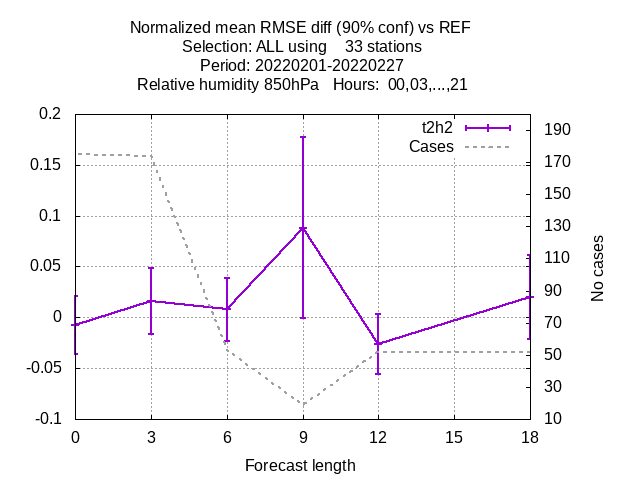 Normalized mean RMSE diff (90% conf) vs REF
Selection: ALL using    33 stations
Period: 20220201-20220227
Relative humidity 850hPa   Hours:  00,03,...,21
t2h2
Cases
0.2
0.15
0.1
0.05
0
-0.05
-0.1
190
170
150
130
110
90
70
50
30
10
No cases
0 3 6 9 12 15 18
Forecast length